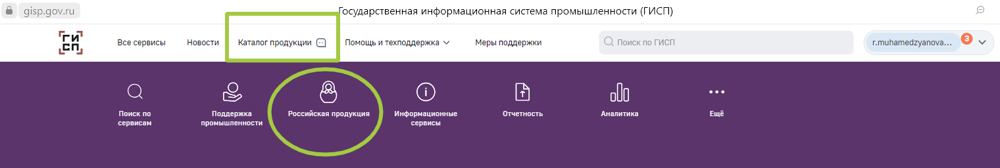 gisp.gov.ru Государственная информационная система промышленности (ГИСП)
ГИ
СП
Все сервисы Новости Каталог продукции Помощь и техподдержка Меры поддержки Поиск по ГИСП r.muhamedzyanova... 3
Поиск по сервисам
Поддержка промышленности
Российская продукция
Информационные сервисы
Отчетность
Аналитика
Ещё